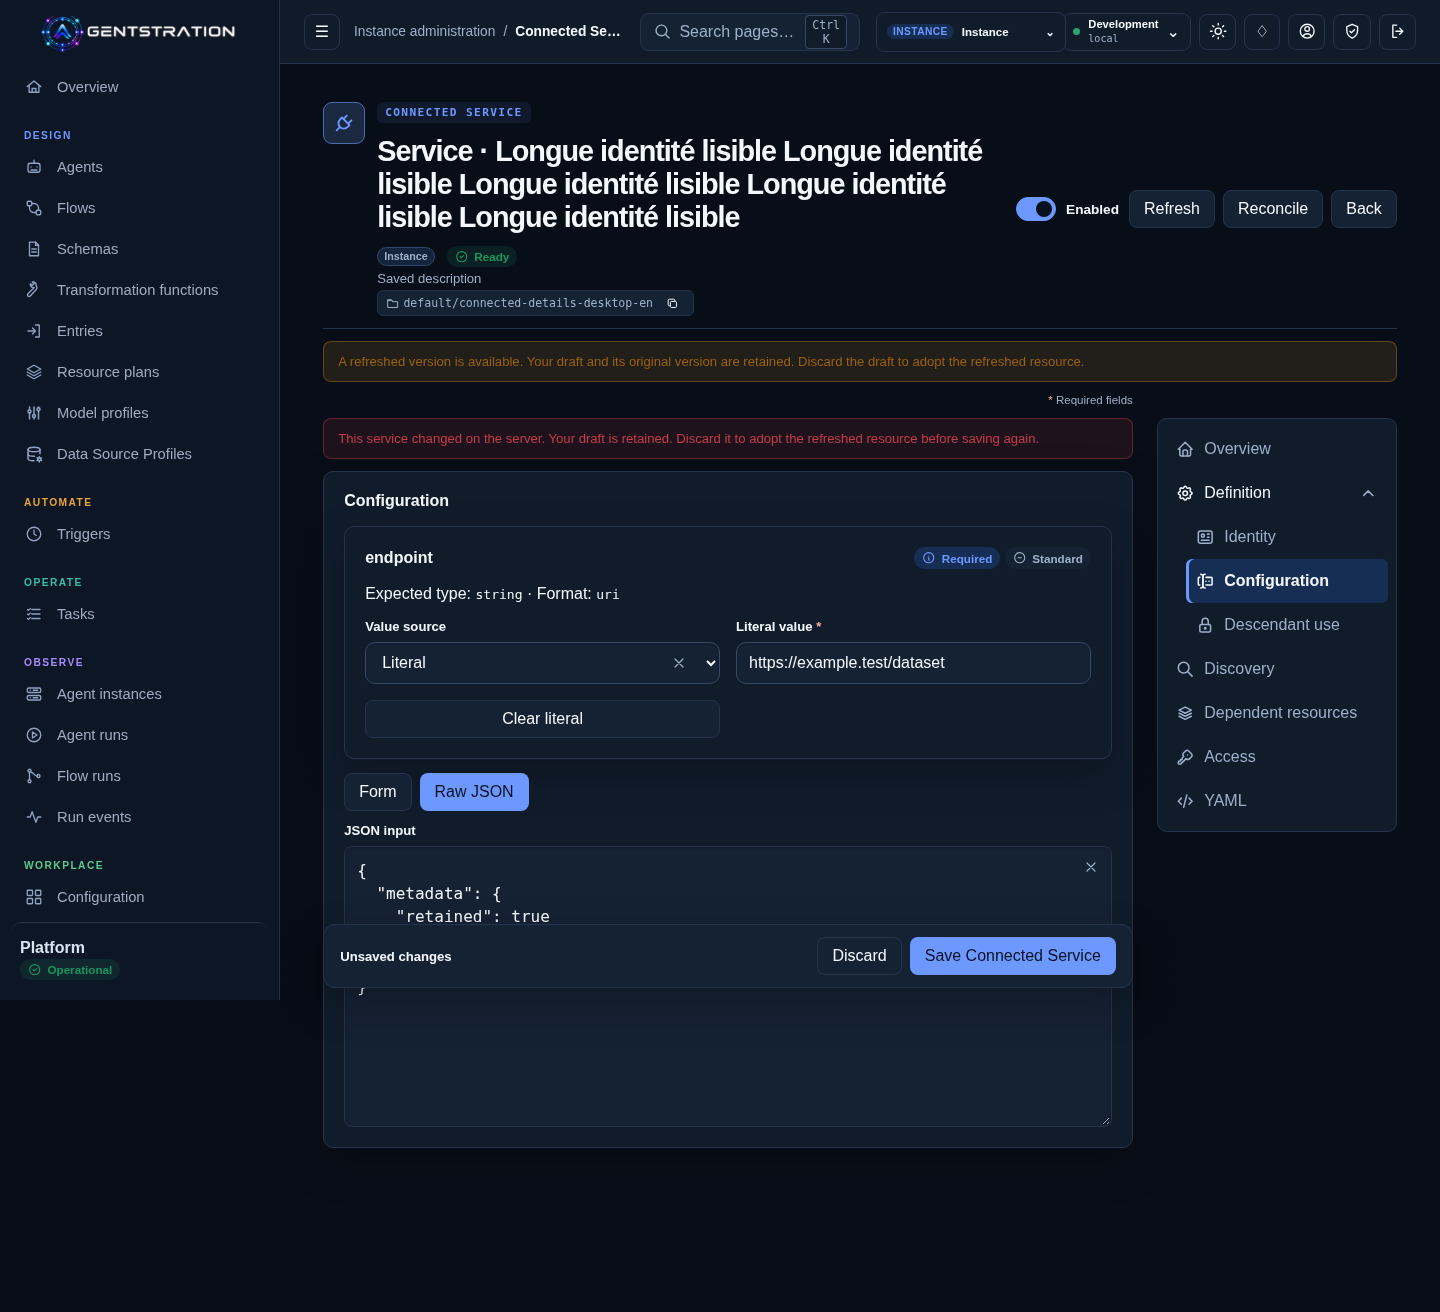 GENTSTRATION
Overview
DESIGN
Agents
Flows
Schemas
Transformation functions
Entries
Resource plans
Model profiles
Data Source Profiles
AUTOMATE
Triggers
OPERATE
Tasks
OBSERVE
Agent instances
Agent runs
Flow runs
Run events
WORKPLACE
Configuration
Platform
Operational
Instance administration / Connected Se…
Search pages… Ctrl K
INSTANCE Instance
Development
local
CONNECTED SERVICE
Service · Longue identité lisible Longue identité
lisible Longue identité lisible Longue identité
lisible Longue identité lisible
Enabled
Refresh
Reconcile
Back
Instance Ready
Saved description
default/connected-details-desktop-en
A refreshed version is available. Your draft and its original version are retained. Discard the draft to adopt the refreshed resource.
* Required fields
This service changed on the server. Your draft is retained. Discard it to adopt the refreshed resource before saving again.
Configuration
endpoint
Required Standard
Expected type: string · Format: uri
Value source
Literal
Literal value *
https://example.test/dataset
Clear literal
Form Raw JSON
JSON input
{
"metadata": {
"retained": true
Unsaved changes
Discard
Save Connected Service
}
Overview
Definition
Identity
Configuration
Descendant use
Discovery
Dependent resources
Access
YAML